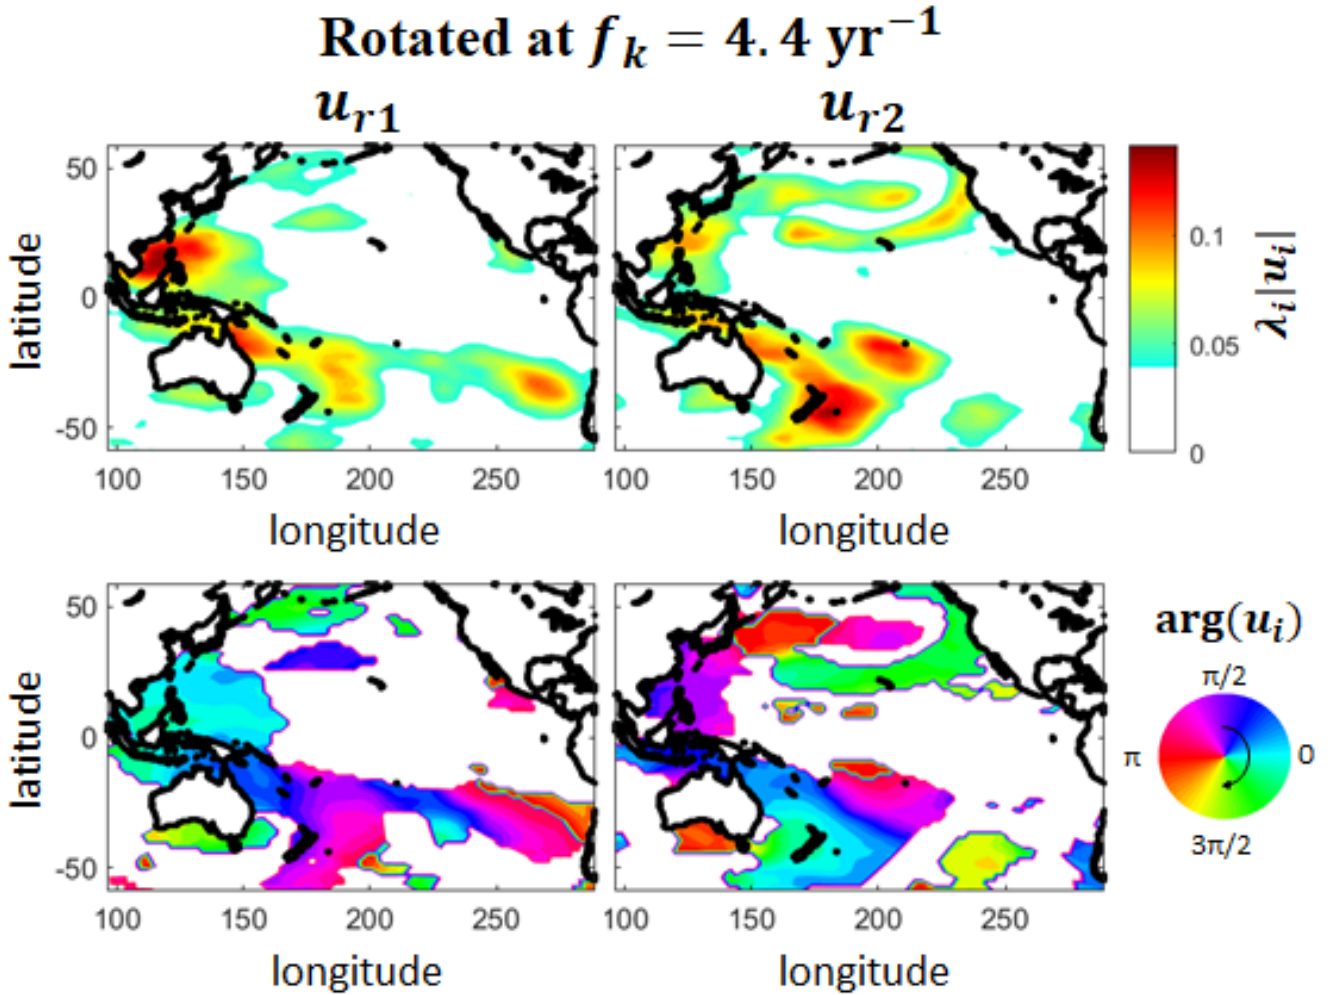 Rotated at f_k = 4.4 yr⁻¹
u_r1 u_r2
50
0
-50
latitude
100 150 200 250 100 150 200 250
longitude longitude
0.1
0.05
0
λ_i|u_i|
50
0
-50
latitude
100 150 200 250 100 150 200 250
longitude longitude
arg(u_i)
π/2
π 0
3π/2